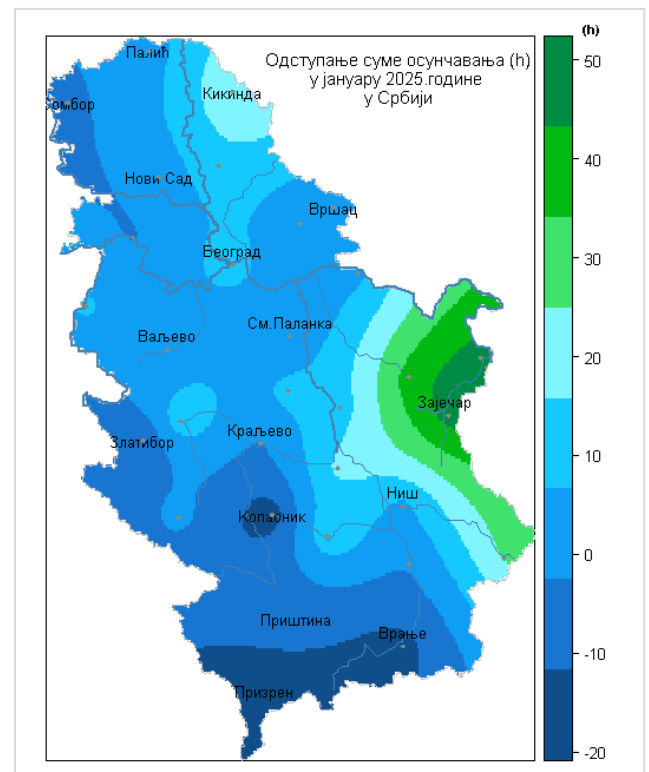 (h)
Одступање суме осунчавања (h)
у јануару 2025.године
у Србији
Палић
Кикинда
Сомбор
Нови Сад
Вршац
Београд
См.Паланка
Ваљево
Зајечар
Краљево
Златибор
Ниш
Копаоник
Приштина
Врање
Призрен
50
40
30
20
10
0
-10
-20